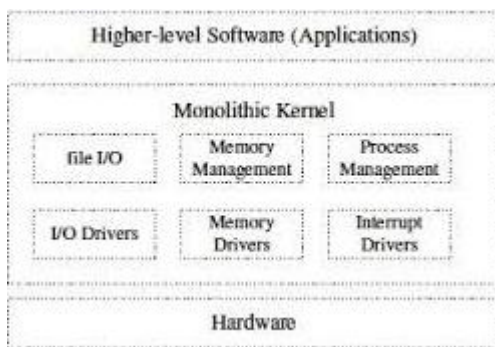 Higher-level Software (Applications)
Monolithic Kernel
file I/O
Memory
Management
Process
Management
I/O Drivers
Memory
Drivers
Interrupt
Drivers
Hardware